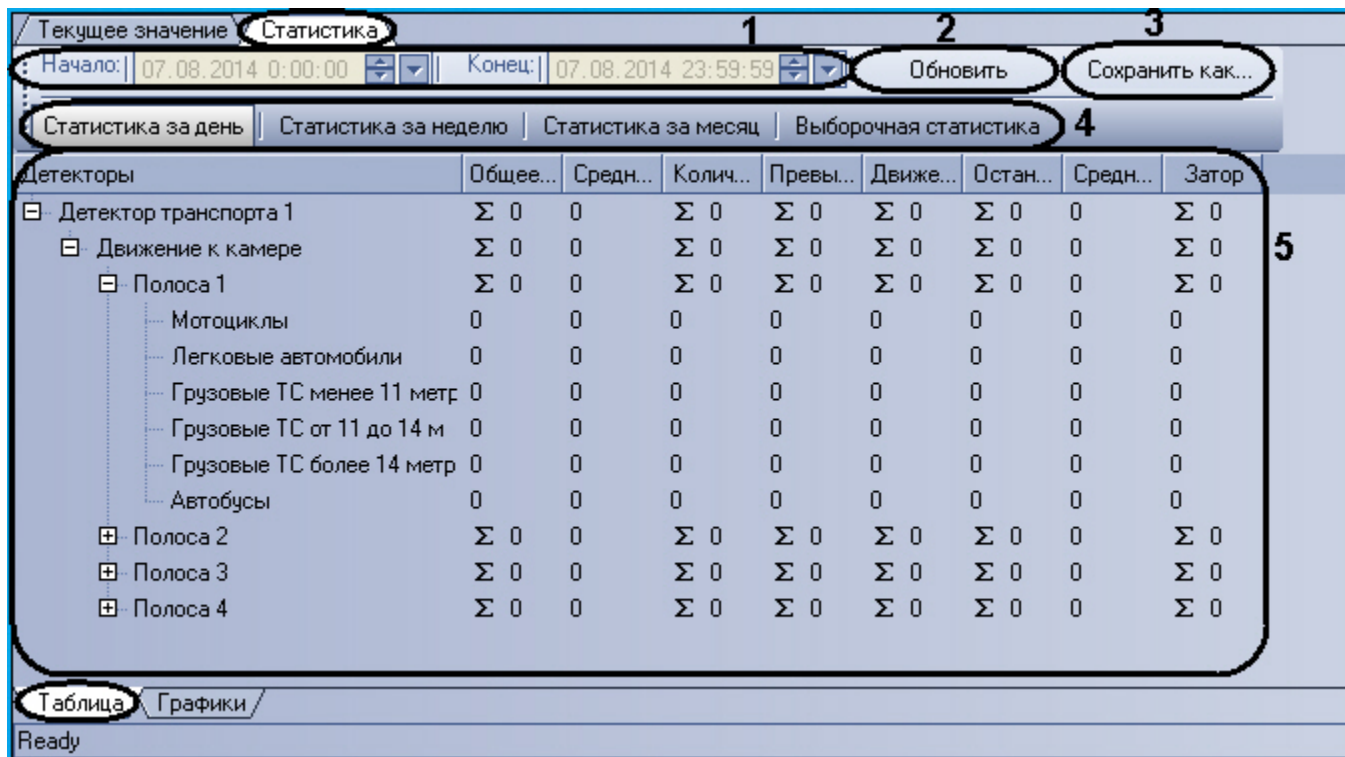 Текущее значение Статистика 1 2 3
Начало: 07.08.2014 0:00:00 Конец: 07.08.2014 23:59:59 Обновить Сохранить как...
Статистика за день Статистика за неделю Статистика за месяц Выборочная статистика 4
Детекторы Общее... Средн... Колич... Превы... Движе... Остан... Средн... Затор
Детектор транспорта 1 Σ 0 0 Σ 0 Σ 0 Σ 0 Σ 0 0 Σ 0
Движение к камере Σ 0 0 Σ 0 Σ 0 Σ 0 Σ 0 0 Σ 0 5
Полоса 1 Σ 0 0 Σ 0 Σ 0 Σ 0 Σ 0 0 Σ 0
Мотоциклы 0 0 0 0 0 0 0 0
Легковые автомобили 0 0 0 0 0 0 0 0
Грузовые ТС менее 11 метр 0 0 0 0 0 0 0 0
Грузовые ТС от 11 до 14 м 0 0 0 0 0 0 0 0
Грузовые ТС более 14 метр 0 0 0 0 0 0 0 0
Автобусы 0 0 0 0 0 0 0 0
Полоса 2 Σ 0 0 Σ 0 Σ 0 Σ 0 Σ 0 0 Σ 0
Полоса 3 Σ 0 0 Σ 0 Σ 0 Σ 0 Σ 0 0 Σ 0
Полоса 4 Σ 0 0 Σ 0 Σ 0 Σ 0 Σ 0 0 Σ 0
Таблица Графики
Ready